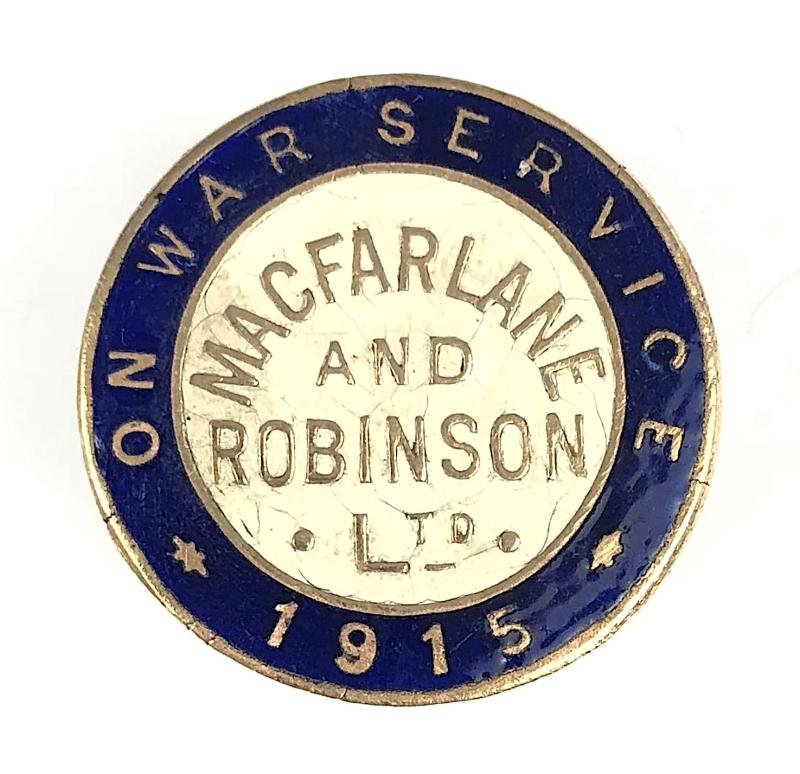 ON WAR SERVICE
MACFARLANE
AND
ROBINSON
• LTD •
★ 1915 ★